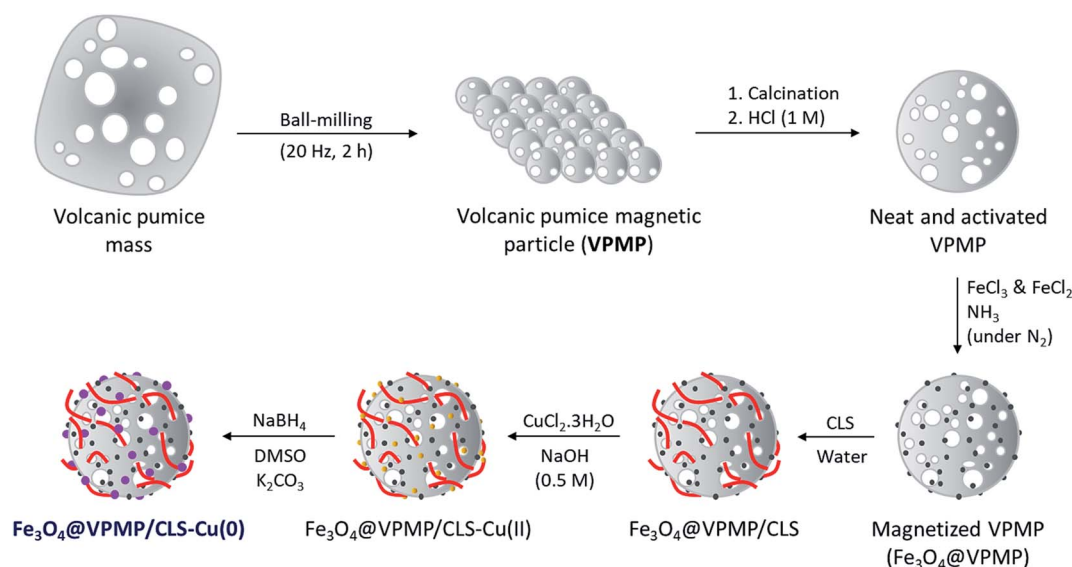 Ball-milling
(20 Hz, 2 h)
1. Calcination
2. HCl (1 M)
Volcanic pumice
mass
Volcanic pumice magnetic
particle (VPMP)
Neat and activated
VPMP
FeCl₃ & FeCl₂
NH₃
(under N₂)
NaBH₄
DMSO
K₂CO₃
CuCl₂.3H₂O
NaOH
(0.5 M)
CLS
Water
Fe₃O₄@VPMP/CLS-Cu(0)
Fe₃O₄@VPMP/CLS-Cu(II)
Fe₃O₄@VPMP/CLS
Magnetized VPMP
(Fe₃O₄@VPMP)